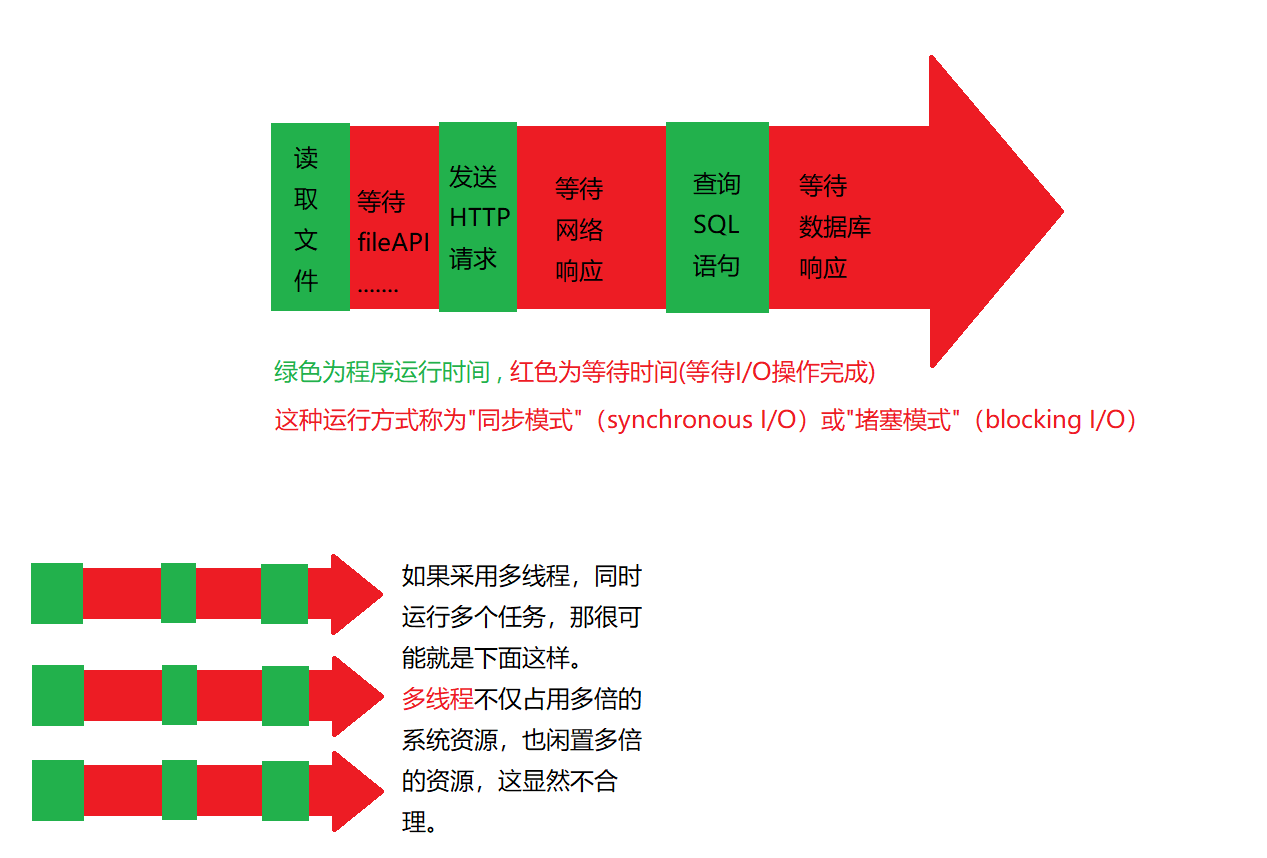 读
取
文
件
等待
fileAPI
.......
发送
HTTP
请求
等待
网络
响应
查询
SQL
语句
等待
数据库
响应
绿色为程序运行时间 , 红色为等待时间(等待I/O操作完成)
这种运行方式称为"同步模式"（synchronous I/O）或"堵塞模式"（blocking I/O）
如果采用多线程，同时
运行多个任务，那很可
能就是下面这样。
多线程不仅占用多倍的
系统资源，也闲置多倍
的资源，这显然不合
理。